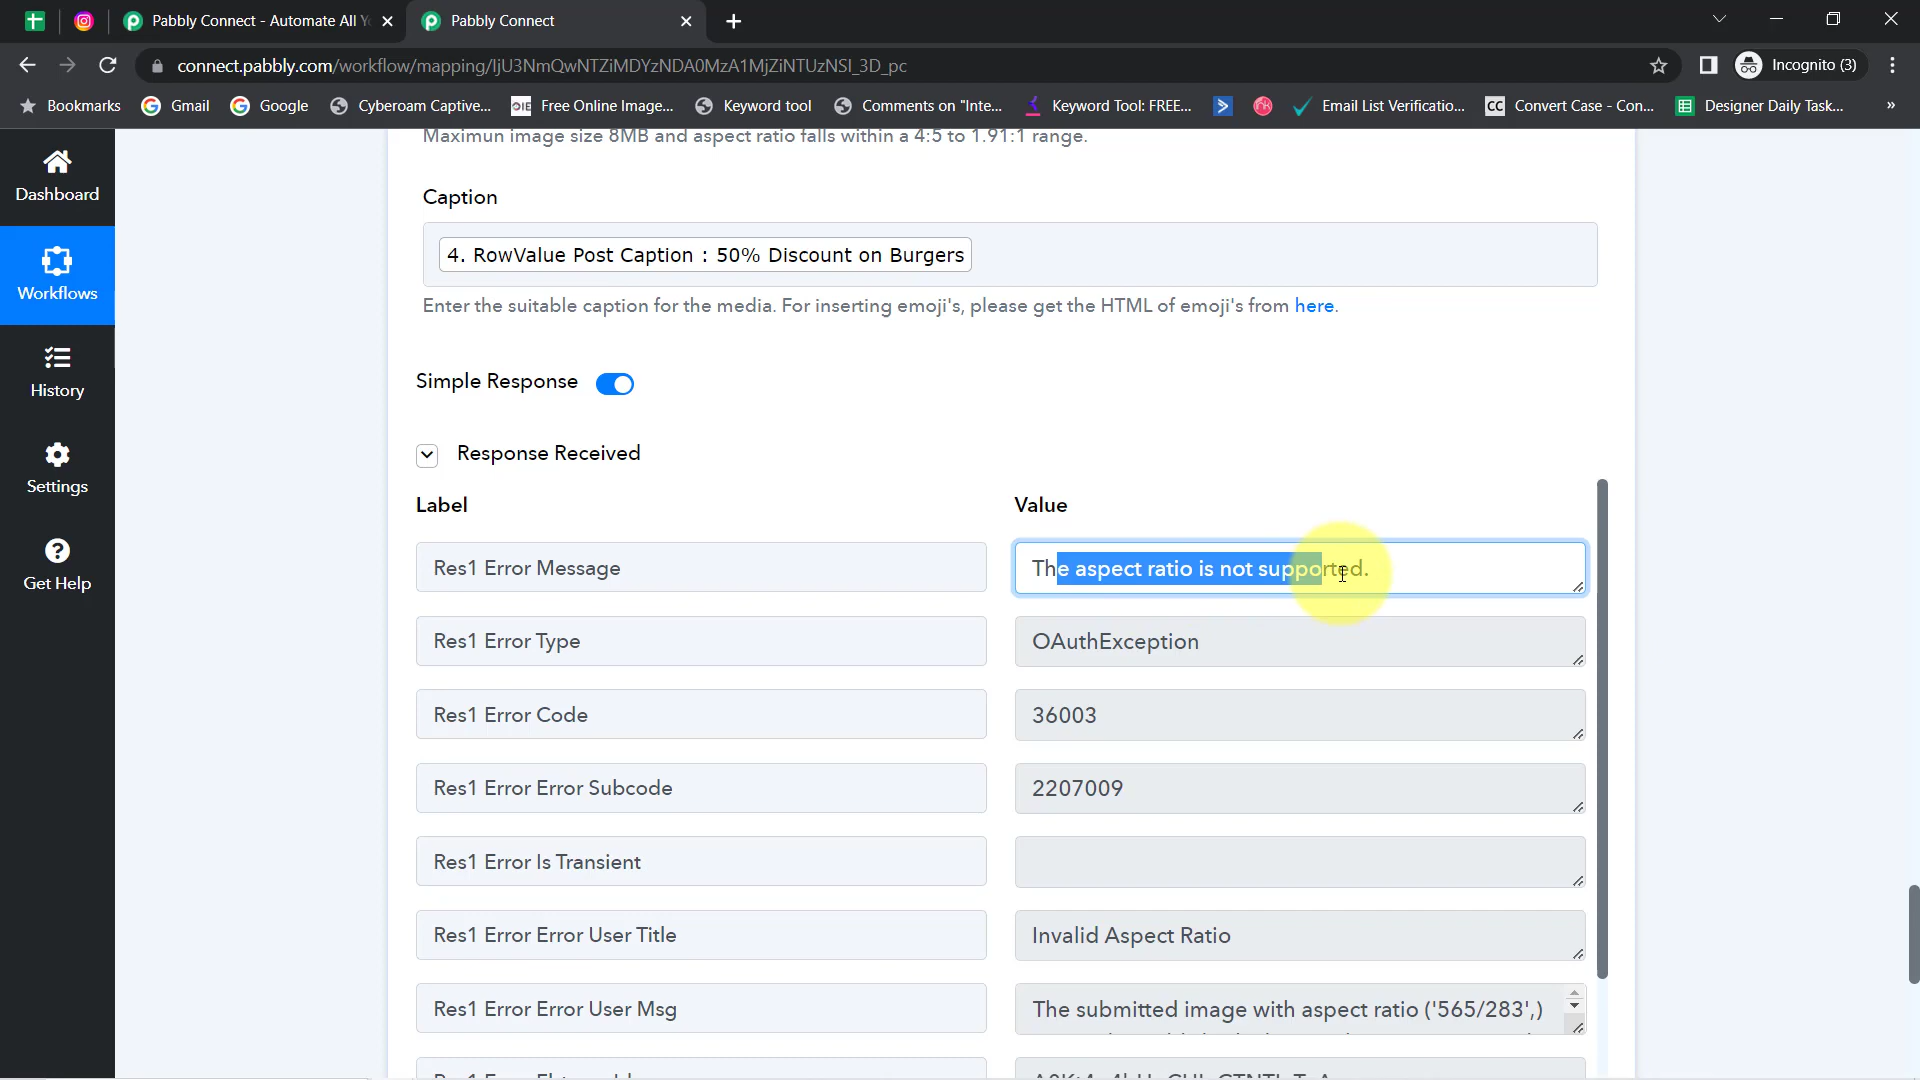 Pabbly Connect - Automate All Y
Pabbly Connect
connect.pabbly.com/workflow/mapping/IjU3NmQwNTZiMDYzNDA0MzA1MjZiNTUzNSI_3D_pc
Incognito (3)
Bookmarks
Gmail
Google
Cyberoam Captive...
OIE
Free Online Image...
Keyword tool
Comments on "Inte...
Keyword Tool: FREE...
Email List Verificatio...
CC
Convert Case - Con...
Designer Daily Task...
»
Dashboard
Workflows
History
Settings
Get Help
Maximun image size 8MB and aspect ratio falls within a 4:5 to 1.91:1 range.
Caption
4. RowValue Post Caption : 50% Discount on Burgers
Enter the suitable caption for the media. For inserting emoji's, please get the HTML of emoji's from here.
Simple Response
Response Received
Label Value
Res1 Error Message The aspect ratio is not supported.
Res1 Error Type OAuthException
Res1 Error Code 36003
Res1 Error Error Subcode 2207009
Res1 Error Is Transient
Res1 Error Error User Title Invalid Aspect Ratio
Res1 Error Error User Msg The submitted image with aspect ratio ('565/283',)